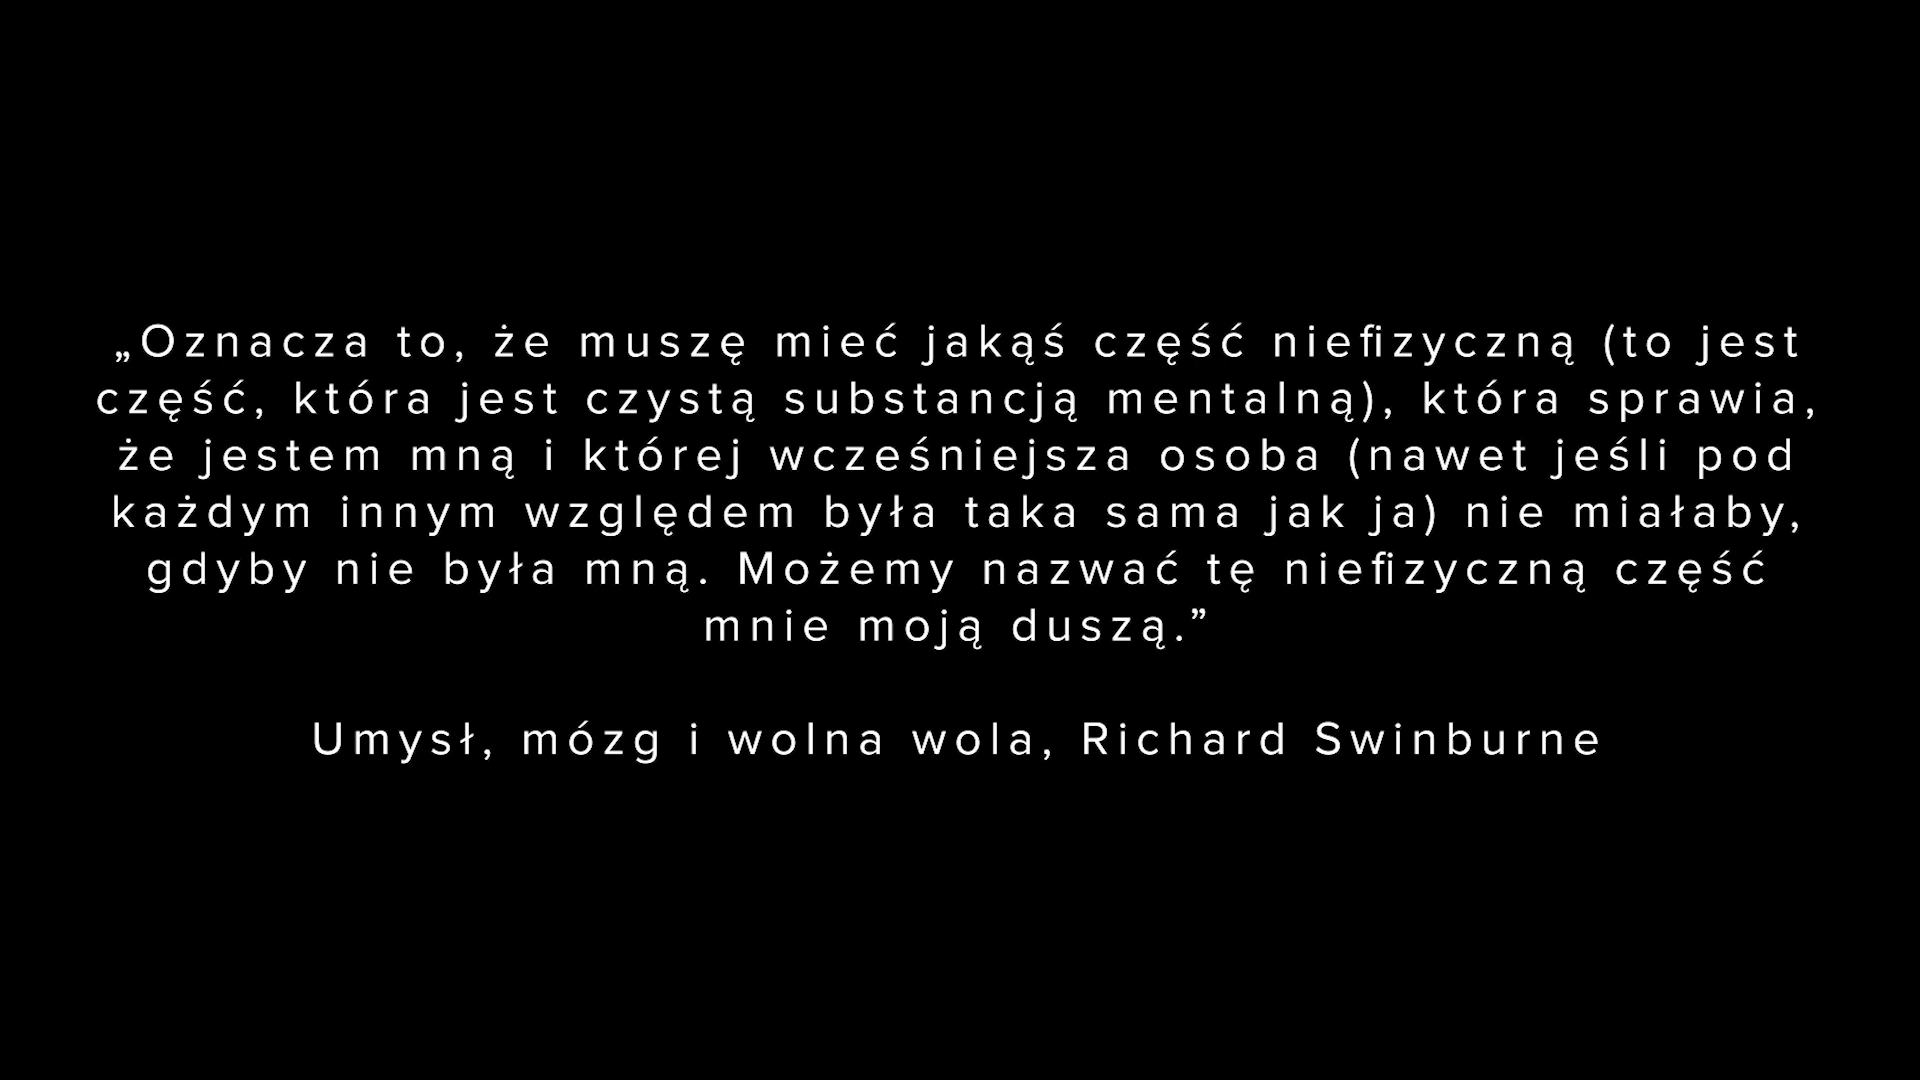 „Oznacza to, że muszę mieć jakąś część niefizyczną (to jest
część, która jest czystą substancją mentalną), która sprawia,
że jestem mną i której wcześniejsza osoba (nawet jeśli pod
każdym innym względem była taka sama jak ja) nie miałaby,
gdyby nie była mną. Możemy nazwać tę niefizyczną część
mnie moją duszą.”
Umysł, mózg i wolna wola, Richard Swinburne